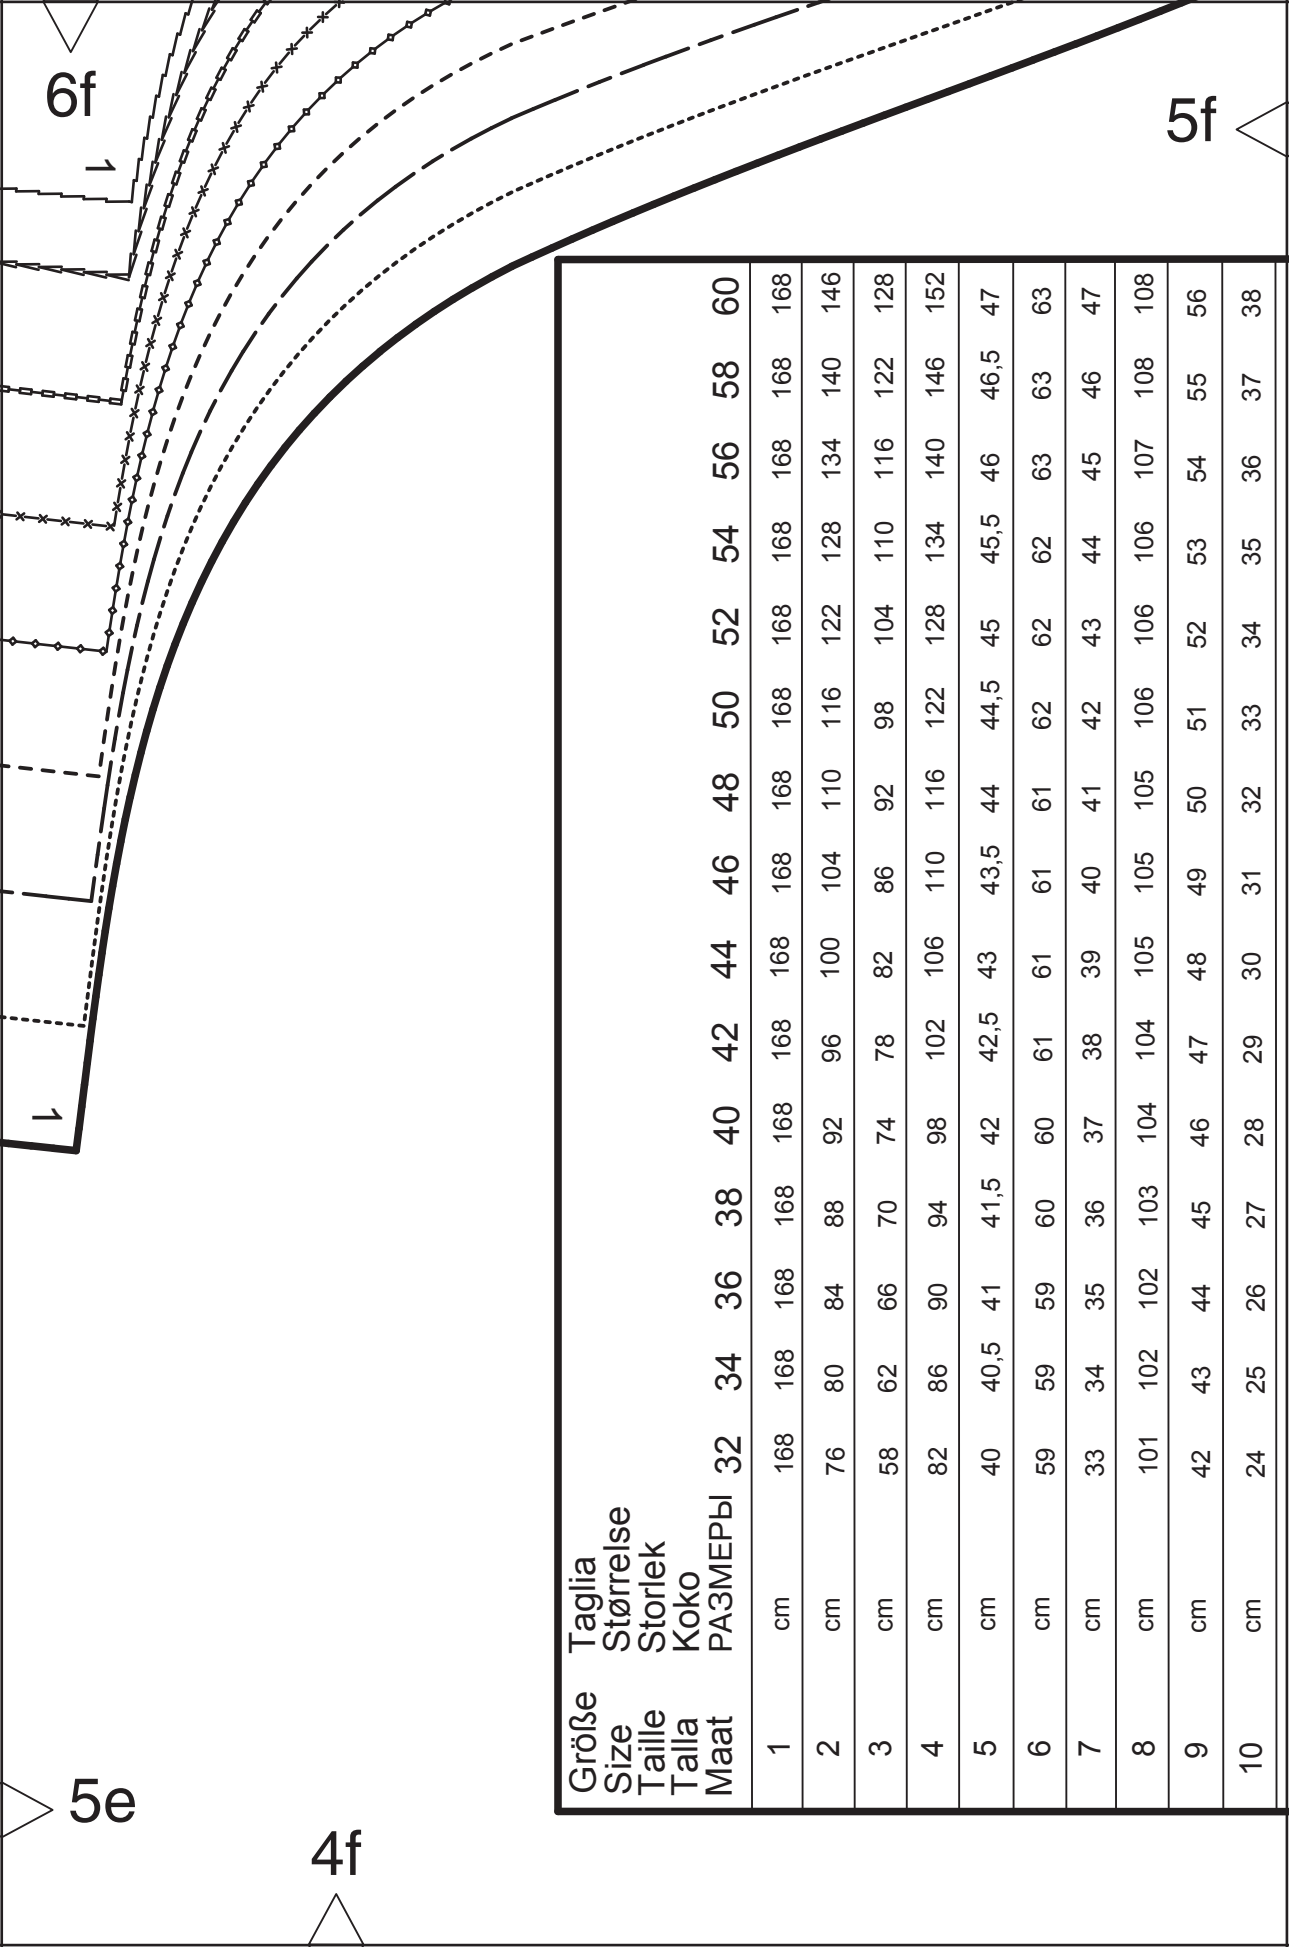 6f
1
5f
1
5e
4f
Größe Taglia
Size Størrelse
Taille Storlek
Talla Koko
Maat РАЗМЕРЫ 32 34 36 38 40 42 44 46 48 50 52 54 56 58 60
1 cm 168 168 168 168 168 168 168 168 168 168 168 168 168 168 168
2 cm 76 80 84 88 92 96 100 104 110 116 122 128 134 140 146
3 cm 58 62 66 70 74 78 82 86 92 98 104 110 116 122 128
4 cm 82 86 90 94 98 102 106 110 116 122 128 134 140 146 152
5 cm 40 40,5 41 41,5 42 42,5 43 43,5 44 44,5 45 45,5 46 46,5 47
6 cm 59 59 59 60 60 61 61 61 61 62 62 62 63 63 63
7 cm 33 34 35 36 37 38 39 40 41 42 43 44 45 46 47
8 cm 101 102 102 103 104 104 105 105 105 106 106 106 107 108 108
9 cm 42 43 44 45 46 47 48 49 50 51 52 53 54 55 56
10 cm 24 25 26 27 28 29 30 31 32 33 34 35 36 37 38